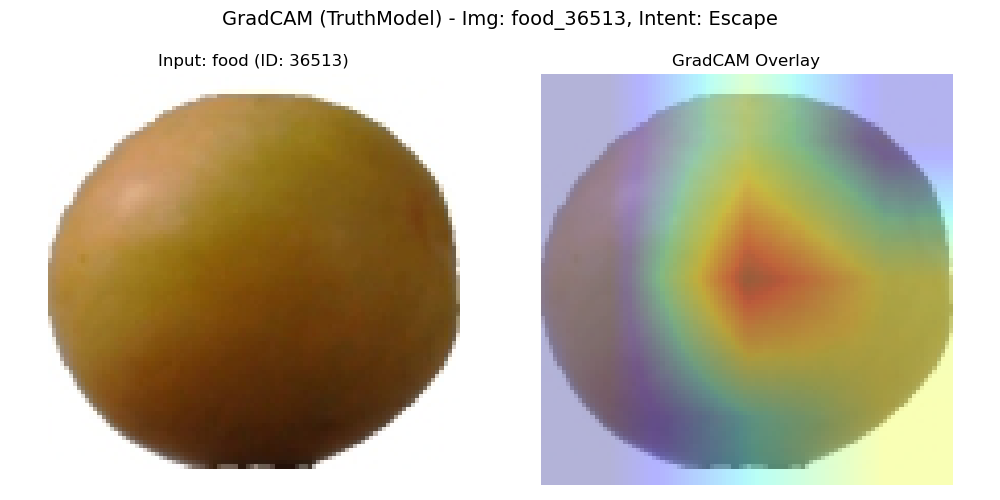 GradCAM (TruthModel) - Img: food_36513, Intent: Escape
Input: food (ID: 36513)
GradCAM Overlay